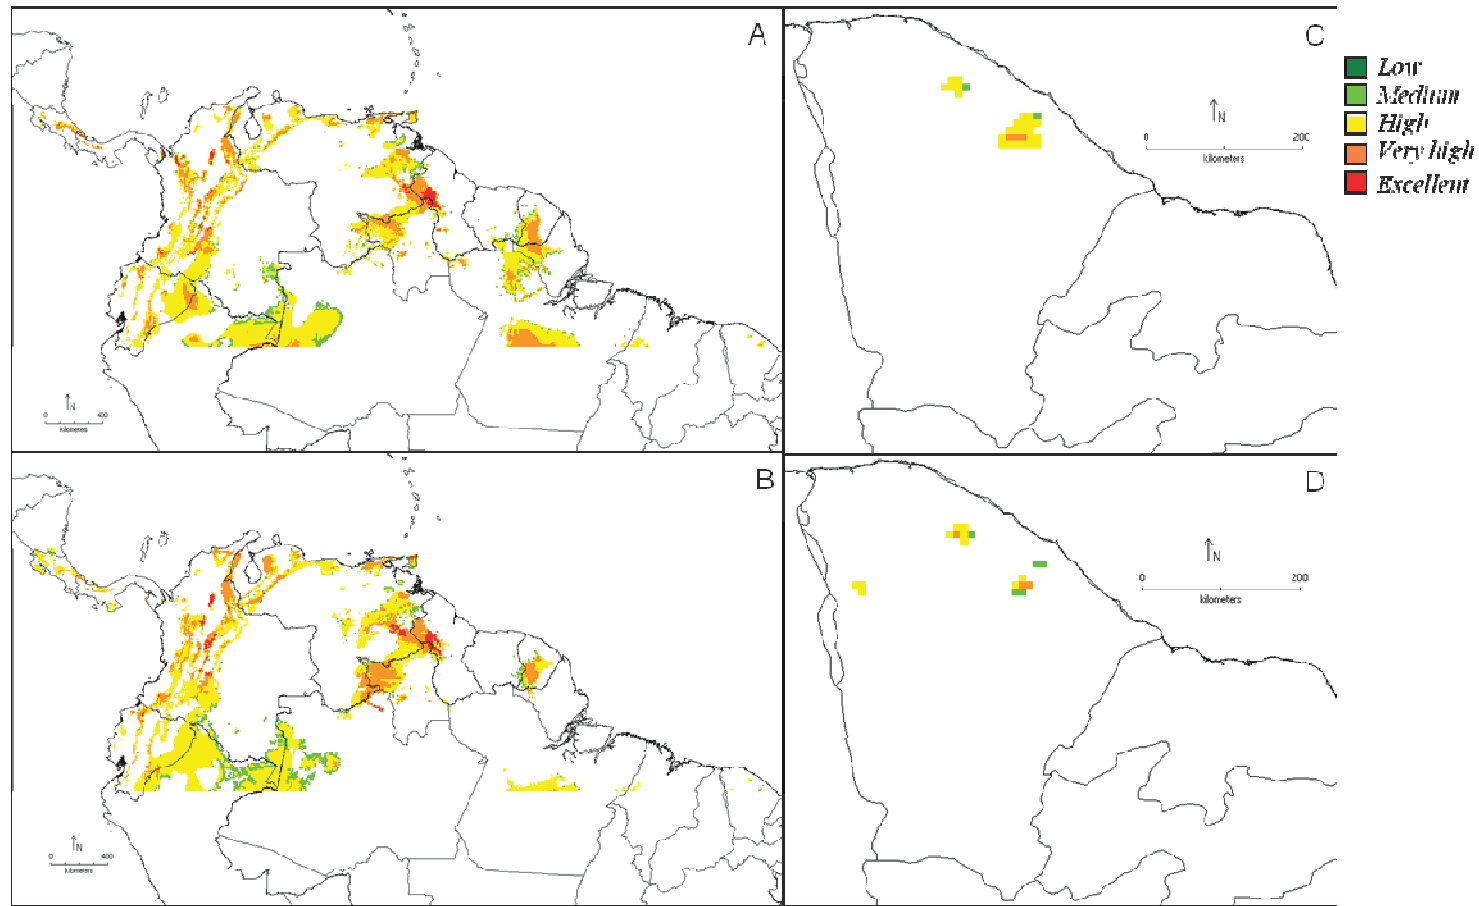 A
C
Low
Medium
High
Very high
Excellent
N
0 200
kilometers
N
0 400
kilometers
B
D
N
0 200
kilometers
N
0 400
kilometers